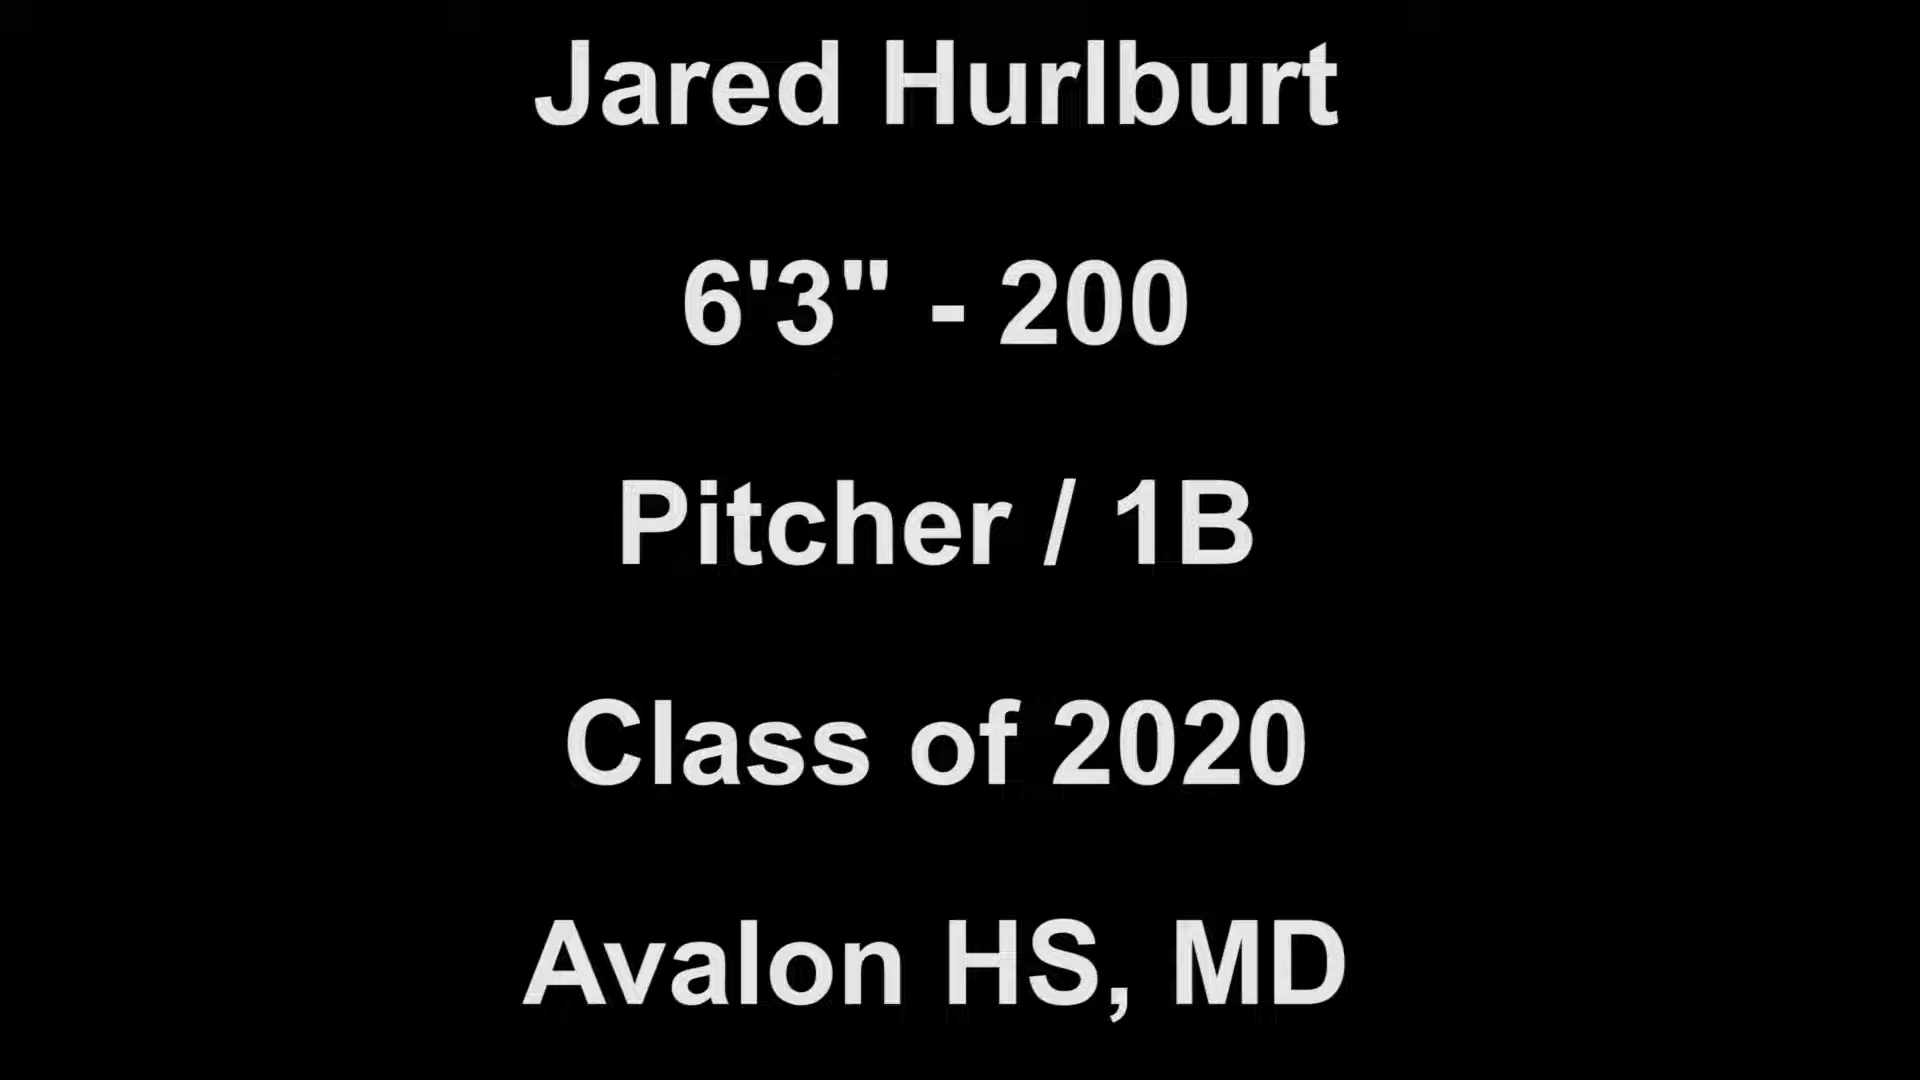 Jared Hurlburt
6'3" - 200
Pitcher / 1B
Class of 2020
Avalon HS, MD